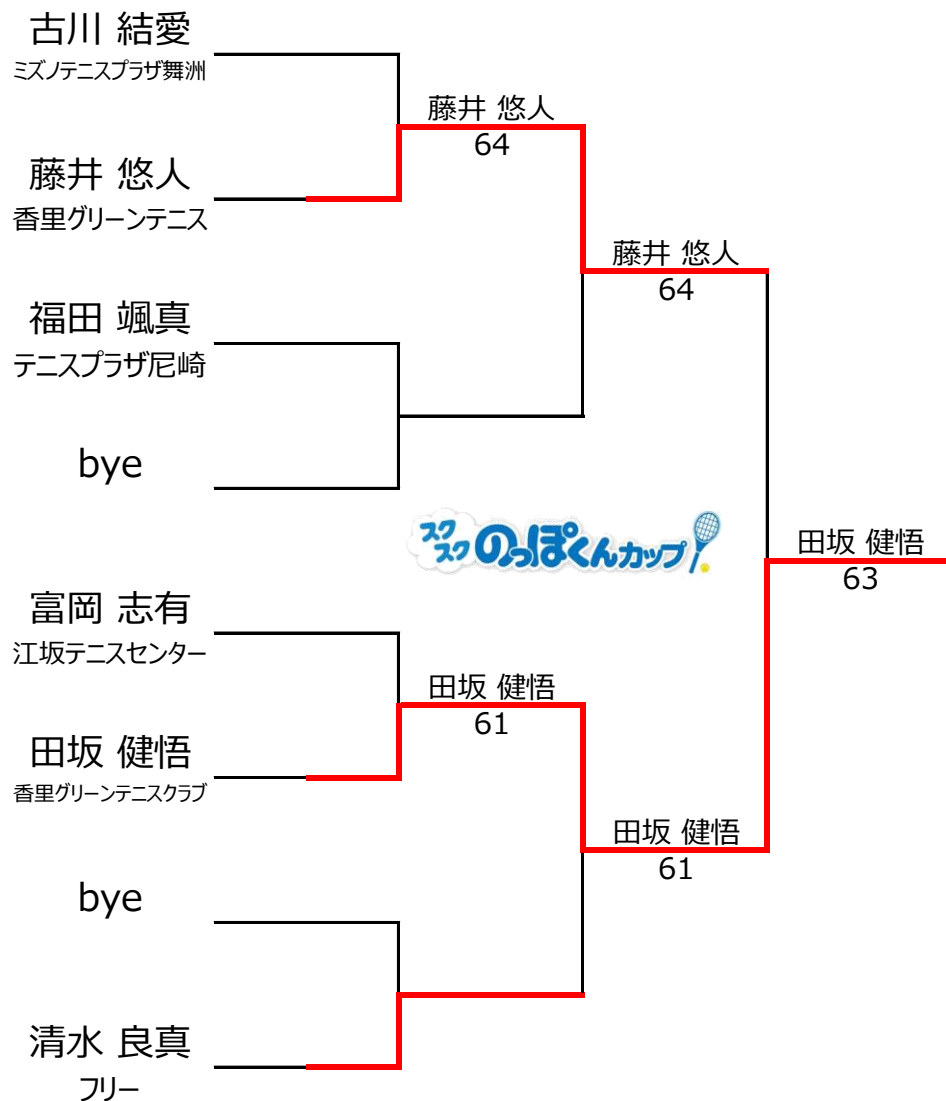 古川 結愛
ミズノテニスプラザ舞洲
藤井 悠人
64
藤井 悠人
香里グリーンテニス
藤井 悠人
64
福田 颯真
テニスプラザ尼崎
bye
スクスク のっぽくんカップ
田坂 健悟
63
富岡 志有
江坂テニスセンター
田坂 健悟
61
田坂 健悟
香里グリーンテニスクラブ
田坂 健悟
61
bye
清水 良真
フリー